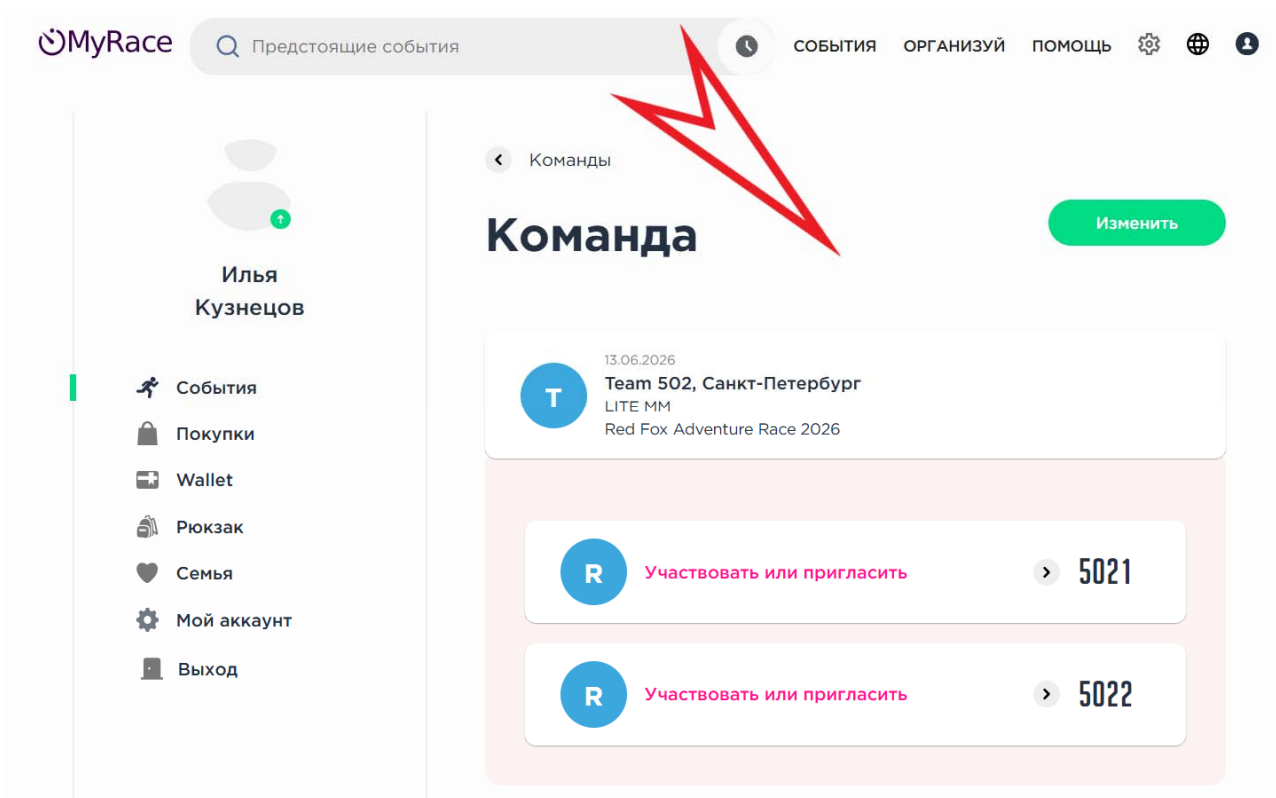 MyRace
Предстоящие события
СОБЫТИЯ ОРГАНИЗУЙ ПОМОЩЬ
Илья
Кузнецов
События
Покупки
Wallet
Рюкзак
Семья
Мой аккаунт
Выход
Команды
Команда
Изменить
T
13.06.2026
Team 502, Санкт-Петербург
LITE MM
Red Fox Adventure Race 2026
R Участвовать или пригласить 5021
R Участвовать или пригласить 5022